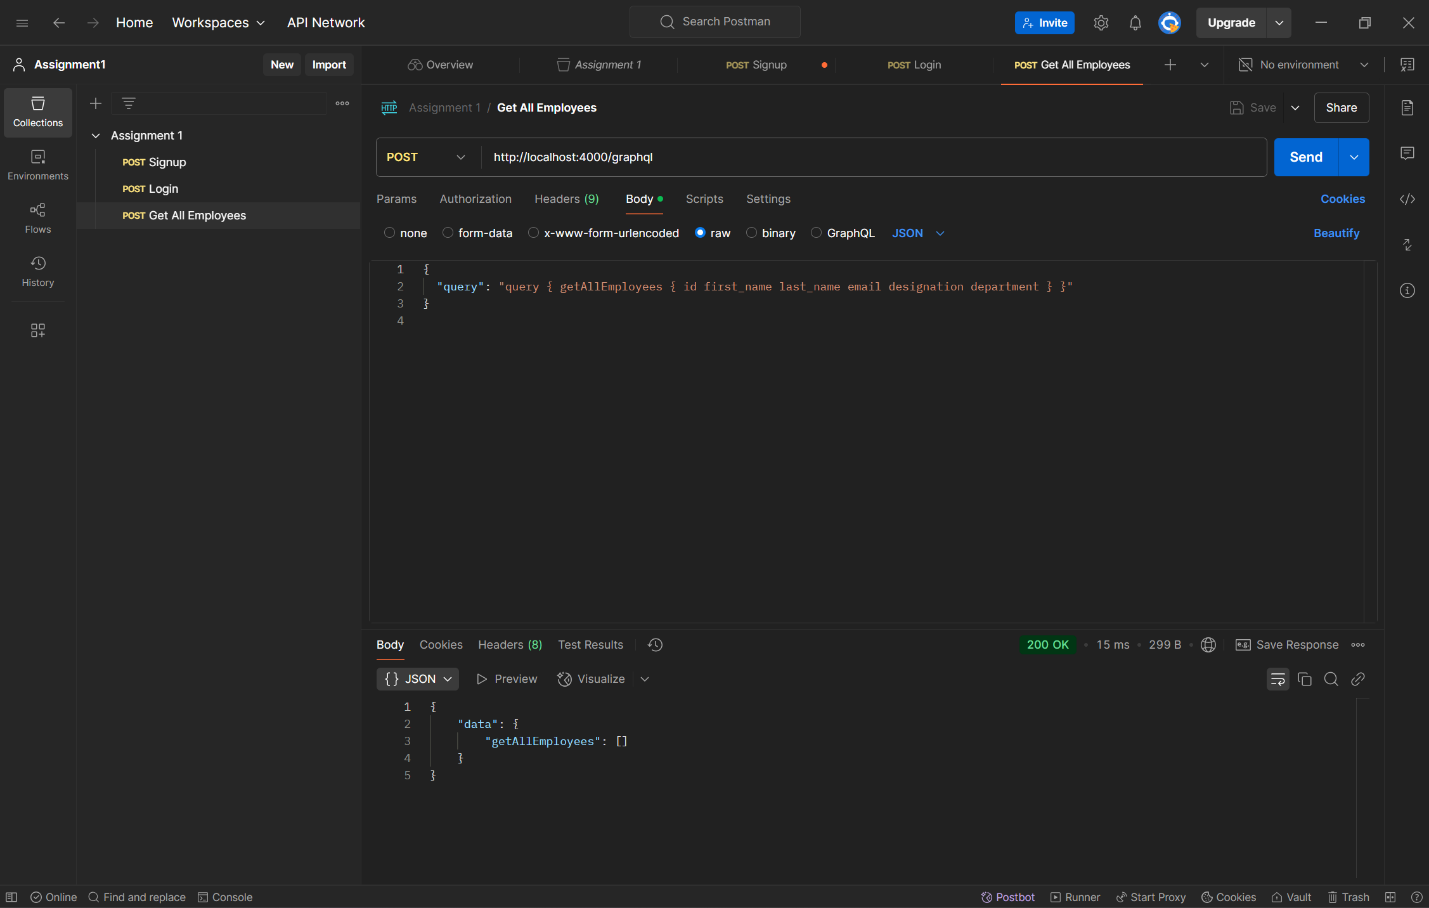 Home Workspaces API Network Search Postman Invite Upgrade
Assignment1 New Import Overview Assignment 1 POST Signup POST Login POST Get All Employees No environment
Collections
Environments
Flows
History
Assignment 1
POST Signup
POST Login
POST Get All Employees
HTTP Assignment 1 / Get All Employees Save Share
POST http://localhost:4000/graphql Send
Params Authorization Headers (9) Body Scripts Settings Cookies
none form-data x-www-form-urlencoded raw binary GraphQL JSON Beautify
1 {
2 "query": "query { getAllEmployees { id first_name last_name email designation department } }"
3 }
4
Body Cookies Headers (8) Test Results 200 OK 15 ms 299 B e.g. Save Response
{} JSON Preview Visualize
1 {
2 "data": {
3 "getAllEmployees": []
4 }
5 }
Online Find and replace Console Postbot Runner Start Proxy Cookies Vault Trash